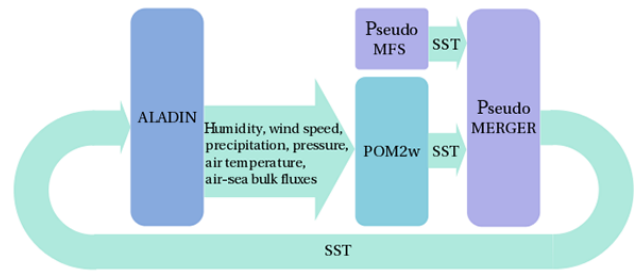 ALADIN
Humidity, wind speed,
precipitation, pressure,
air temperature,
air-sea bulk fluxes
Pseudo
MFS
SST
POM2w
SST
Pseudo
MERGER
SST